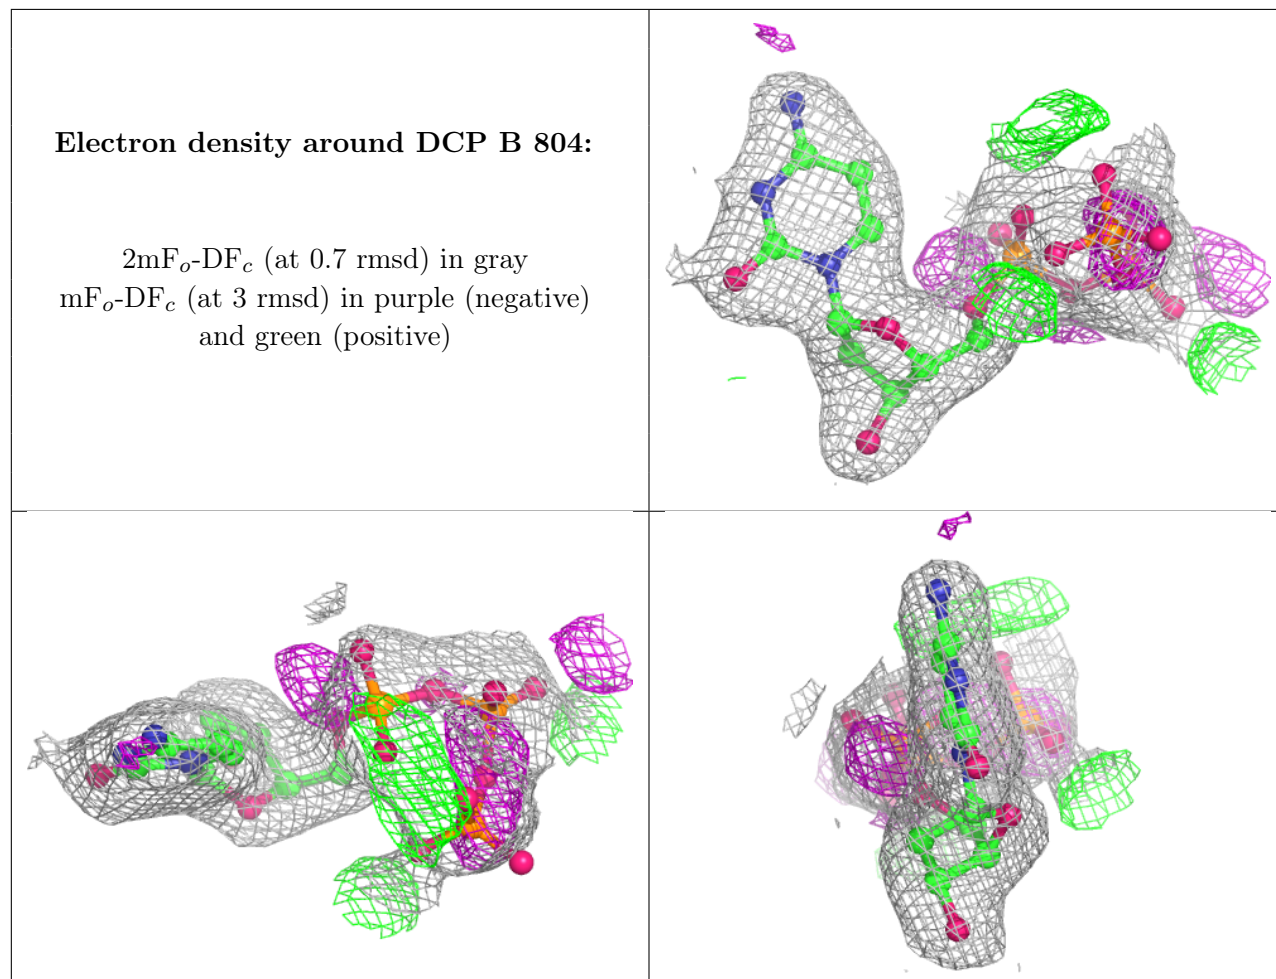 Electron density around DCP B 804:
2mFo-DFc (at 0.7 rmsd) in gray
mFo-DFc (at 3 rmsd) in purple (negative)
and green (positive)